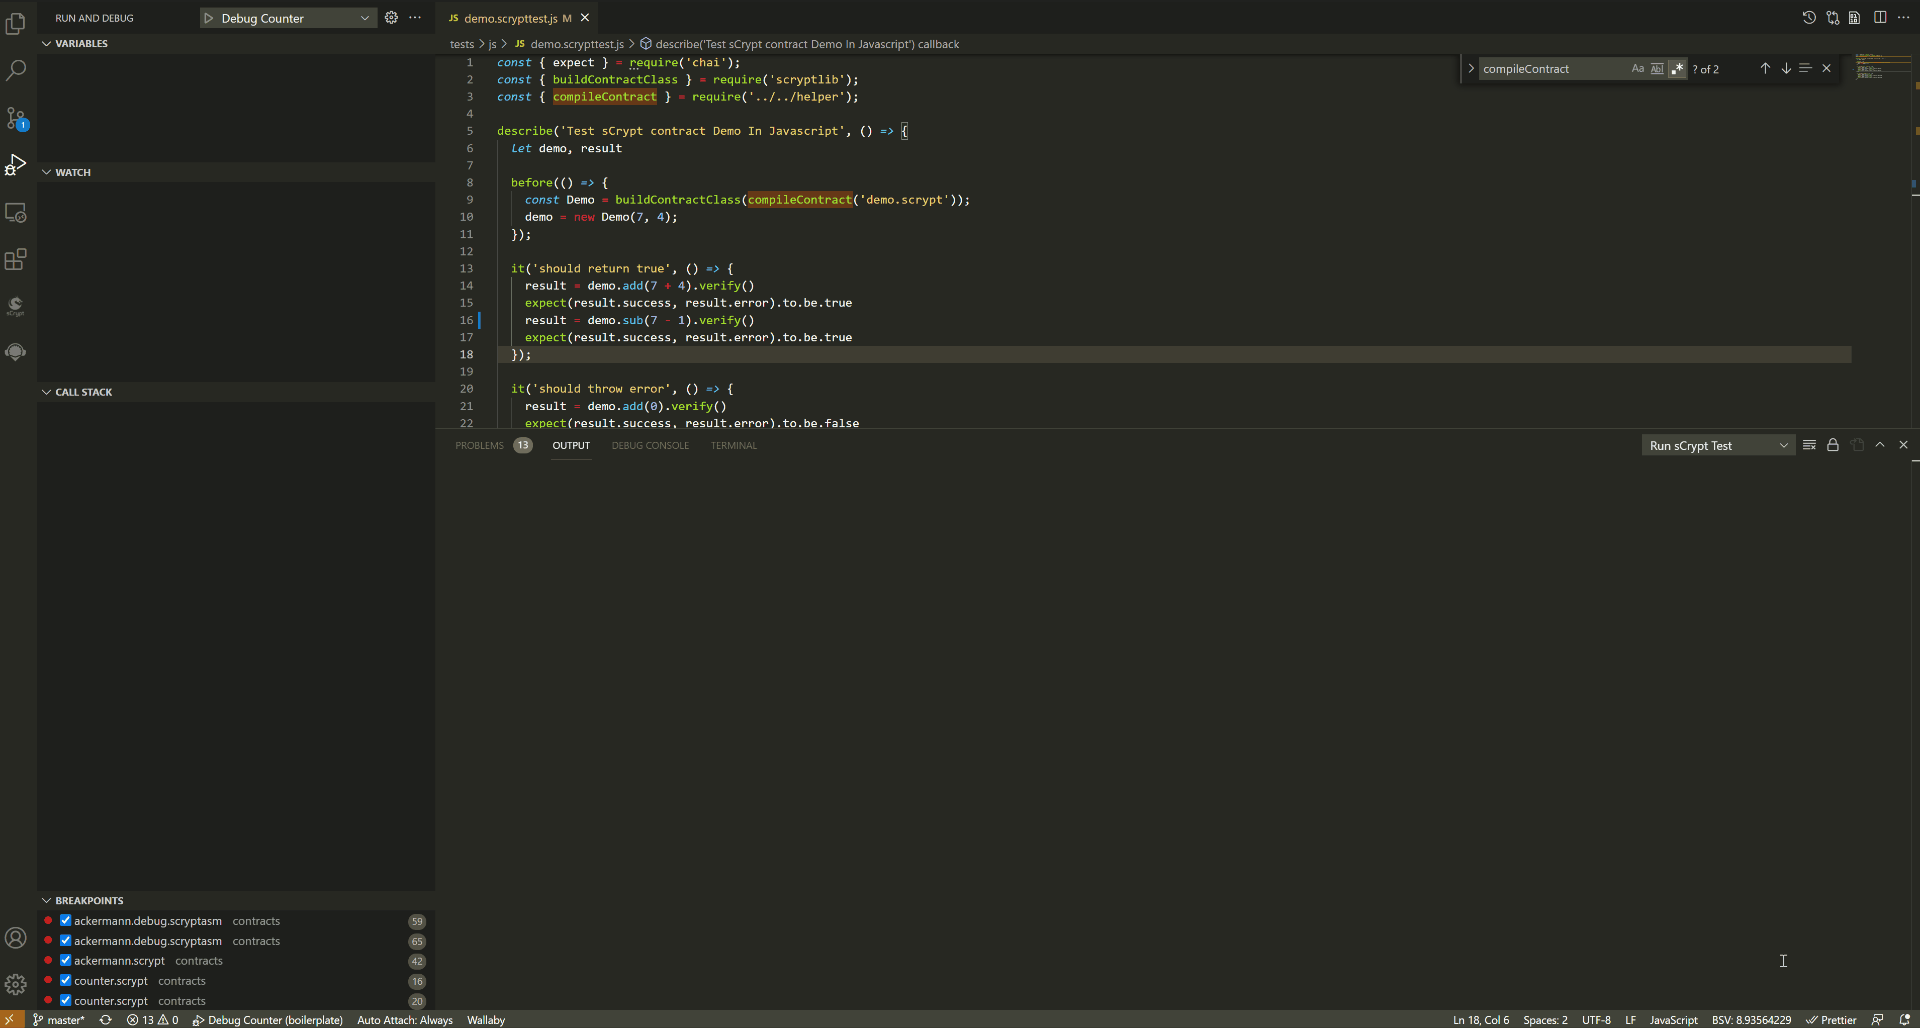 RUN AND DEBUG
Debug Counter
VARIABLES
WATCH
CALL STACK
BREAKPOINTS
ackermann.debug.scryptasm contracts 59
ackermann.debug.scryptasm contracts 65
ackermann.scrypt contracts 42
counter.scrypt contracts 16
counter.scrypt contracts 20
1
sCrypt
JS demo.scrypttest.js M
tests > js > JS demo.scrypttest.js > describe('Test sCrypt contract Demo In Javascript') callback
compileContract Aa Ab| .* ? of 2
1 const { expect } = require('chai');
2 const { buildContractClass } = require('scryptlib');
3 const { compileContract } = require('../../helper');
4
5 describe('Test sCrypt contract Demo In Javascript', () => {
6 let demo, result
7
8 before(() => {
9 const Demo = buildContractClass(compileContract('demo.scrypt'));
10 demo = new Demo(7, 4);
11 });
12
13 it('should return true', () => {
14 result = demo.add(7 + 4).verify()
15 expect(result.success, result.error).to.be.true
16 result = demo.sub(7 - 1).verify()
17 expect(result.success, result.error).to.be.true
18 });
19
20 it('should throw error', () => {
21 result = demo.add(0).verify()
22 expect(result.success, result.error).to.be.false
PROBLEMS 13 OUTPUT DEBUG CONSOLE TERMINAL
Run sCrypt Test
master* 13 0 Debug Counter (boilerplate) Auto Attach: Always Wallaby
Ln 18, Col 6 Spaces: 2 UTF-8 LF JavaScript BSV: 8.93564229 Prettier